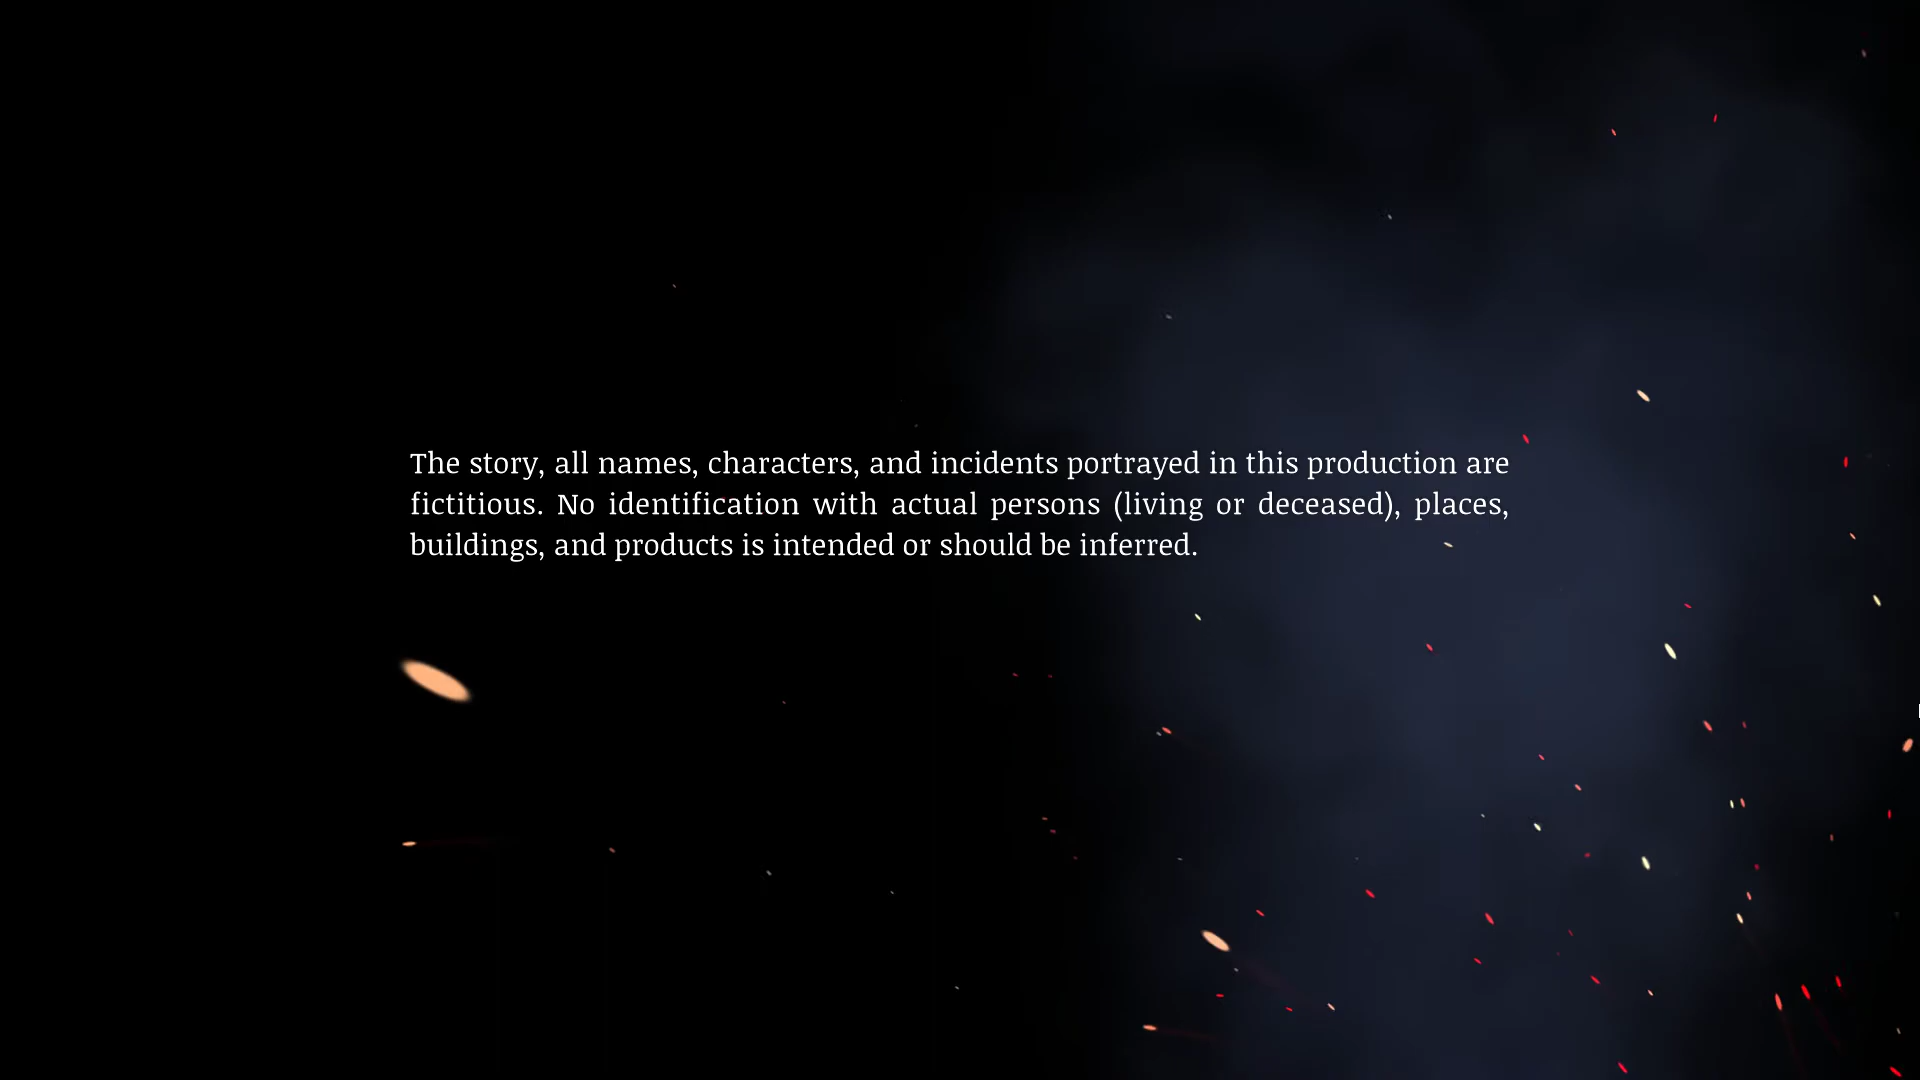 The story, all names, characters, and incidents portrayed in this production are
fictitious. No identification with actual persons (living or deceased), places,
buildings, and products is intended or should be inferred.